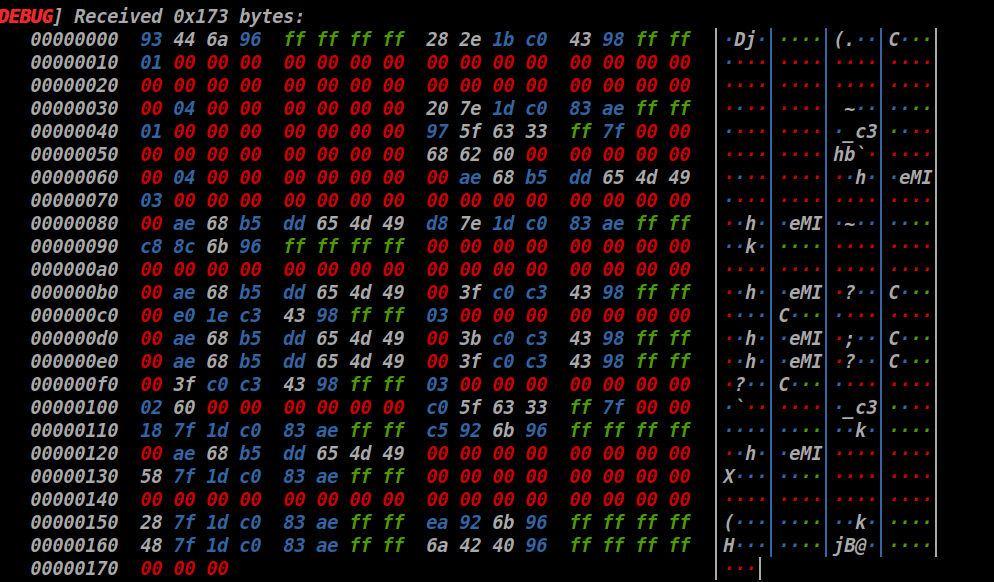 DEBUG] Received 0x173 bytes:
00000000 93 44 6a 96 ff ff ff ff 28 2e 1b c0 43 98 ff ff │·Dj·│····│(.··│C···│
00000010 01 00 00 00 00 00 00 00 00 00 00 00 00 00 00 00 │····│····│····│····│
00000020 00 00 00 00 00 00 00 00 00 00 00 00 00 00 00 00 │····│····│····│····│
00000030 00 04 00 00 00 00 00 00 20 7e 1d c0 83 ae ff ff │····│····│ ~··│····│
00000040 01 00 00 00 00 00 00 00 97 5f 63 33 ff 7f 00 00 │····│····│·_c3│····│
00000050 00 00 00 00 00 00 00 00 68 62 60 00 00 00 00 00 │····│····│hb`·│····│
00000060 00 04 00 00 00 00 00 00 00 ae 68 b5 dd 65 4d 49 │····│····│··h·│·eMI│
00000070 03 00 00 00 00 00 00 00 00 00 00 00 00 00 00 00 │····│····│····│····│
00000080 00 ae 68 b5 dd 65 4d 49 d8 7e 1d c0 83 ae ff ff │··h·│·eMI│·~··│····│
00000090 c8 8c 6b 96 ff ff ff ff 00 00 00 00 00 00 00 00 │··k·│····│····│····│
000000a0 00 00 00 00 00 00 00 00 00 00 00 00 00 00 00 00 │····│····│····│····│
000000b0 00 ae 68 b5 dd 65 4d 49 00 3f c0 c3 43 98 ff ff │··h·│·eMI│·?··│C···│
000000c0 00 e0 1e c3 43 98 ff ff 03 00 00 00 00 00 00 00 │····│C···│····│····│
000000d0 00 ae 68 b5 dd 65 4d 49 00 3b c0 c3 43 98 ff ff │··h·│·eMI│·;··│C···│
000000e0 00 ae 68 b5 dd 65 4d 49 00 3f c0 c3 43 98 ff ff │··h·│·eMI│·?··│C···│
000000f0 00 3f c0 c3 43 98 ff ff 03 00 00 00 00 00 00 00 │·?··│C···│····│····│
00000100 02 60 00 00 00 00 00 00 c0 5f 63 33 ff 7f 00 00 │·`··│····│·_c3│····│
00000110 18 7f 1d c0 83 ae ff ff c5 92 6b 96 ff ff ff ff │····│····│··k·│····│
00000120 00 ae 68 b5 dd 65 4d 49 00 00 00 00 00 00 00 00 │··h·│·eMI│····│····│
00000130 58 7f 1d c0 83 ae ff ff 00 00 00 00 00 00 00 00 │X···│····│····│····│
00000140 00 00 00 00 00 00 00 00 00 00 00 00 00 00 00 00 │····│····│····│····│
00000150 28 7f 1d c0 83 ae ff ff ea 92 6b 96 ff ff ff ff │(···│····│··k·│····│
00000160 48 7f 1d c0 83 ae ff ff 6a 42 40 96 ff ff ff ff │H···│····│jB@·│····│
00000170 00 00 00 │···│